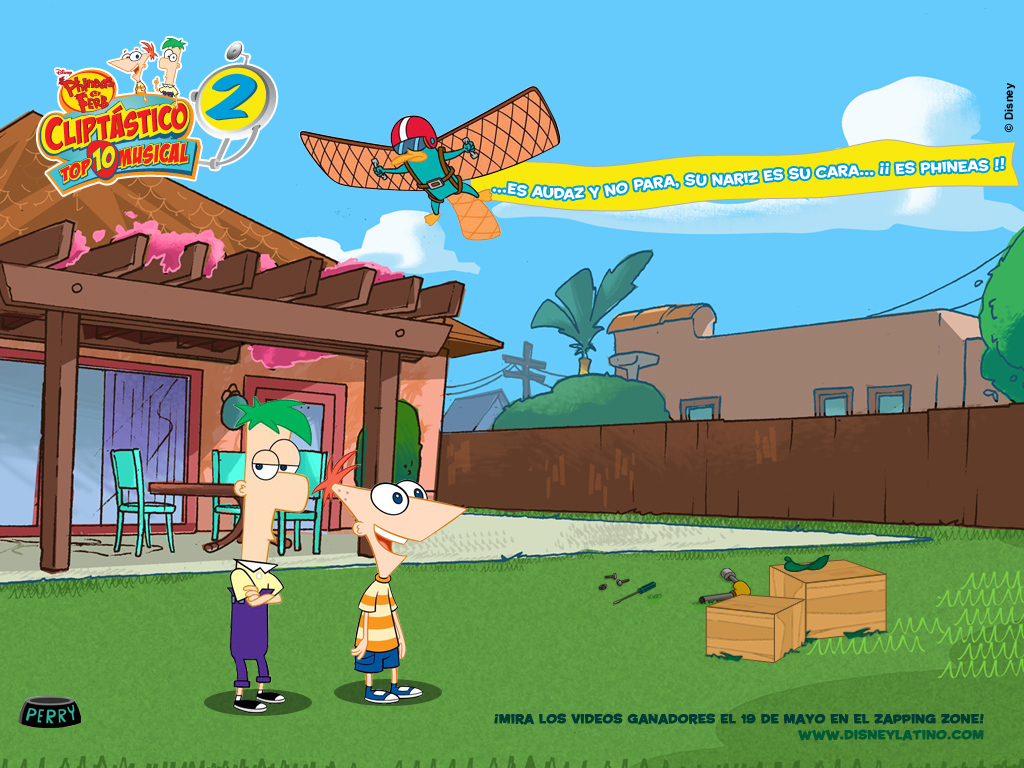 Disney
Phineas
y
Ferb
CLIPTÁSTICO
TOP 10 MUSICAL
2
© Disney
...ES AUDAZ Y NO PARA, SU NARIZ ES SU CARA... ¡¡ ES PHINEAS !!
PERRY
¡MIRA LOS VIDEOS GANADORES EL 19 DE MAYO EN EL ZAPPING ZONE!
WWW.DISNEYLATINO.COM